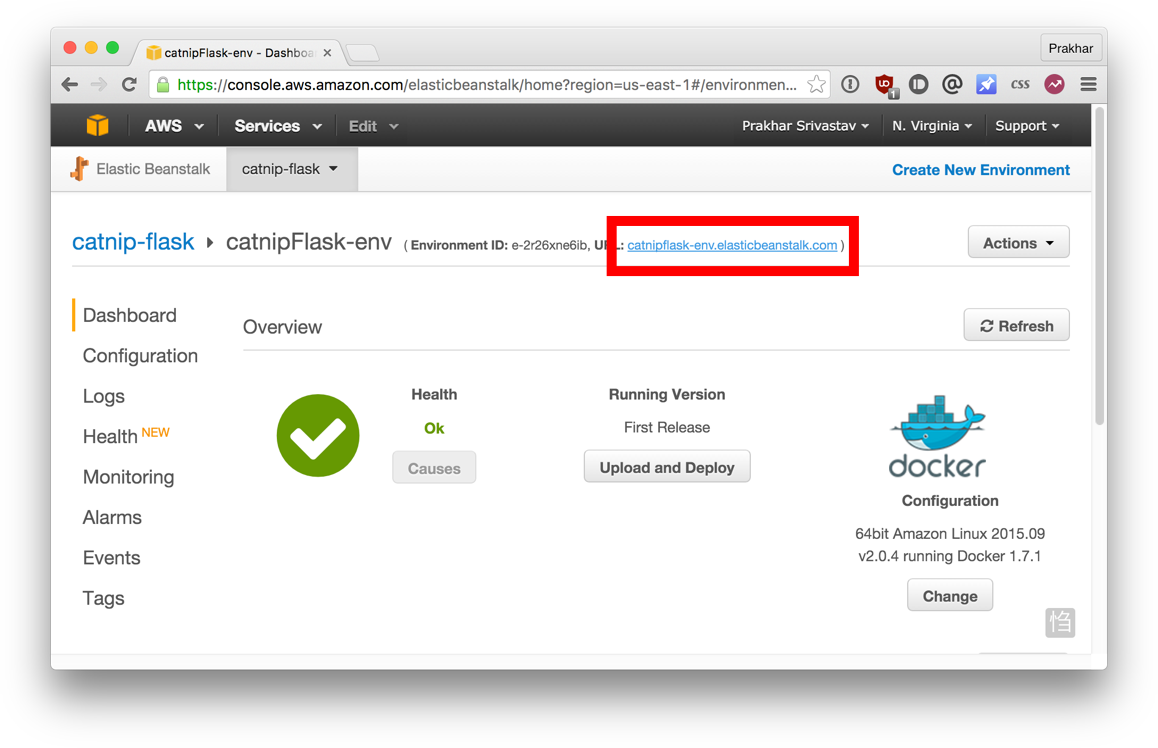 catnipFlask-env - Dashboa
Prakhar
https://console.aws.amazon.com/elasticbeanstalk/home?region=us-east-1#/environmen...
1
css
AWS Services Edit Prakhar Srivastav N. Virginia Support
Elastic Beanstalk catnip-flask Create New Environment
catnip-flask catnipFlask-env ( Environment ID: e-2r26xne6ib, URL: catnipflask-env.elasticbeanstalk.com ) Actions
Dashboard
Configuration
Logs
Health NEW
Monitoring
Alarms
Events
Tags
Overview
Refresh
Health
Ok
Causes
Running Version
First Release
Upload and Deploy
docker
Configuration
64bit Amazon Linux 2015.09
v2.0.4 running Docker 1.7.1
Change